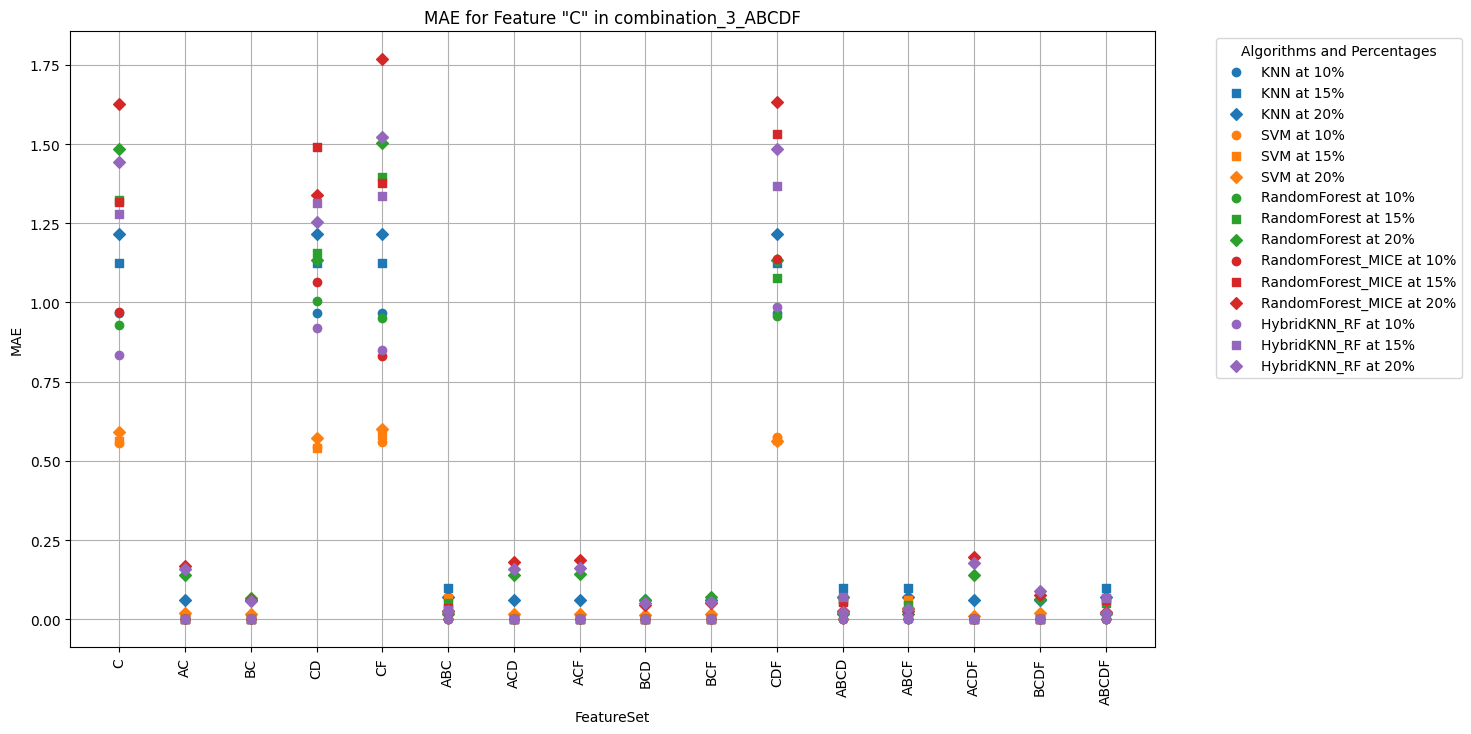 MAE for Feature "C" in combination_3_ABCDF
MAE
1.75
1.50
1.25
1.00
0.75
0.50
0.25
0.00
C
AC
BC
CD
CF
ABC
ACD
ACF
BCD
BCF
CDF
ABCD
ABCF
ACDF
BCDF
ABCDF
FeatureSet
Algorithms and Percentages
KNN at 10%
KNN at 15%
KNN at 20%
SVM at 10%
SVM at 15%
SVM at 20%
RandomForest at 10%
RandomForest at 15%
RandomForest at 20%
RandomForest_MICE at 10%
RandomForest_MICE at 15%
RandomForest_MICE at 20%
HybridKNN_RF at 10%
HybridKNN_RF at 15%
HybridKNN_RF at 20%